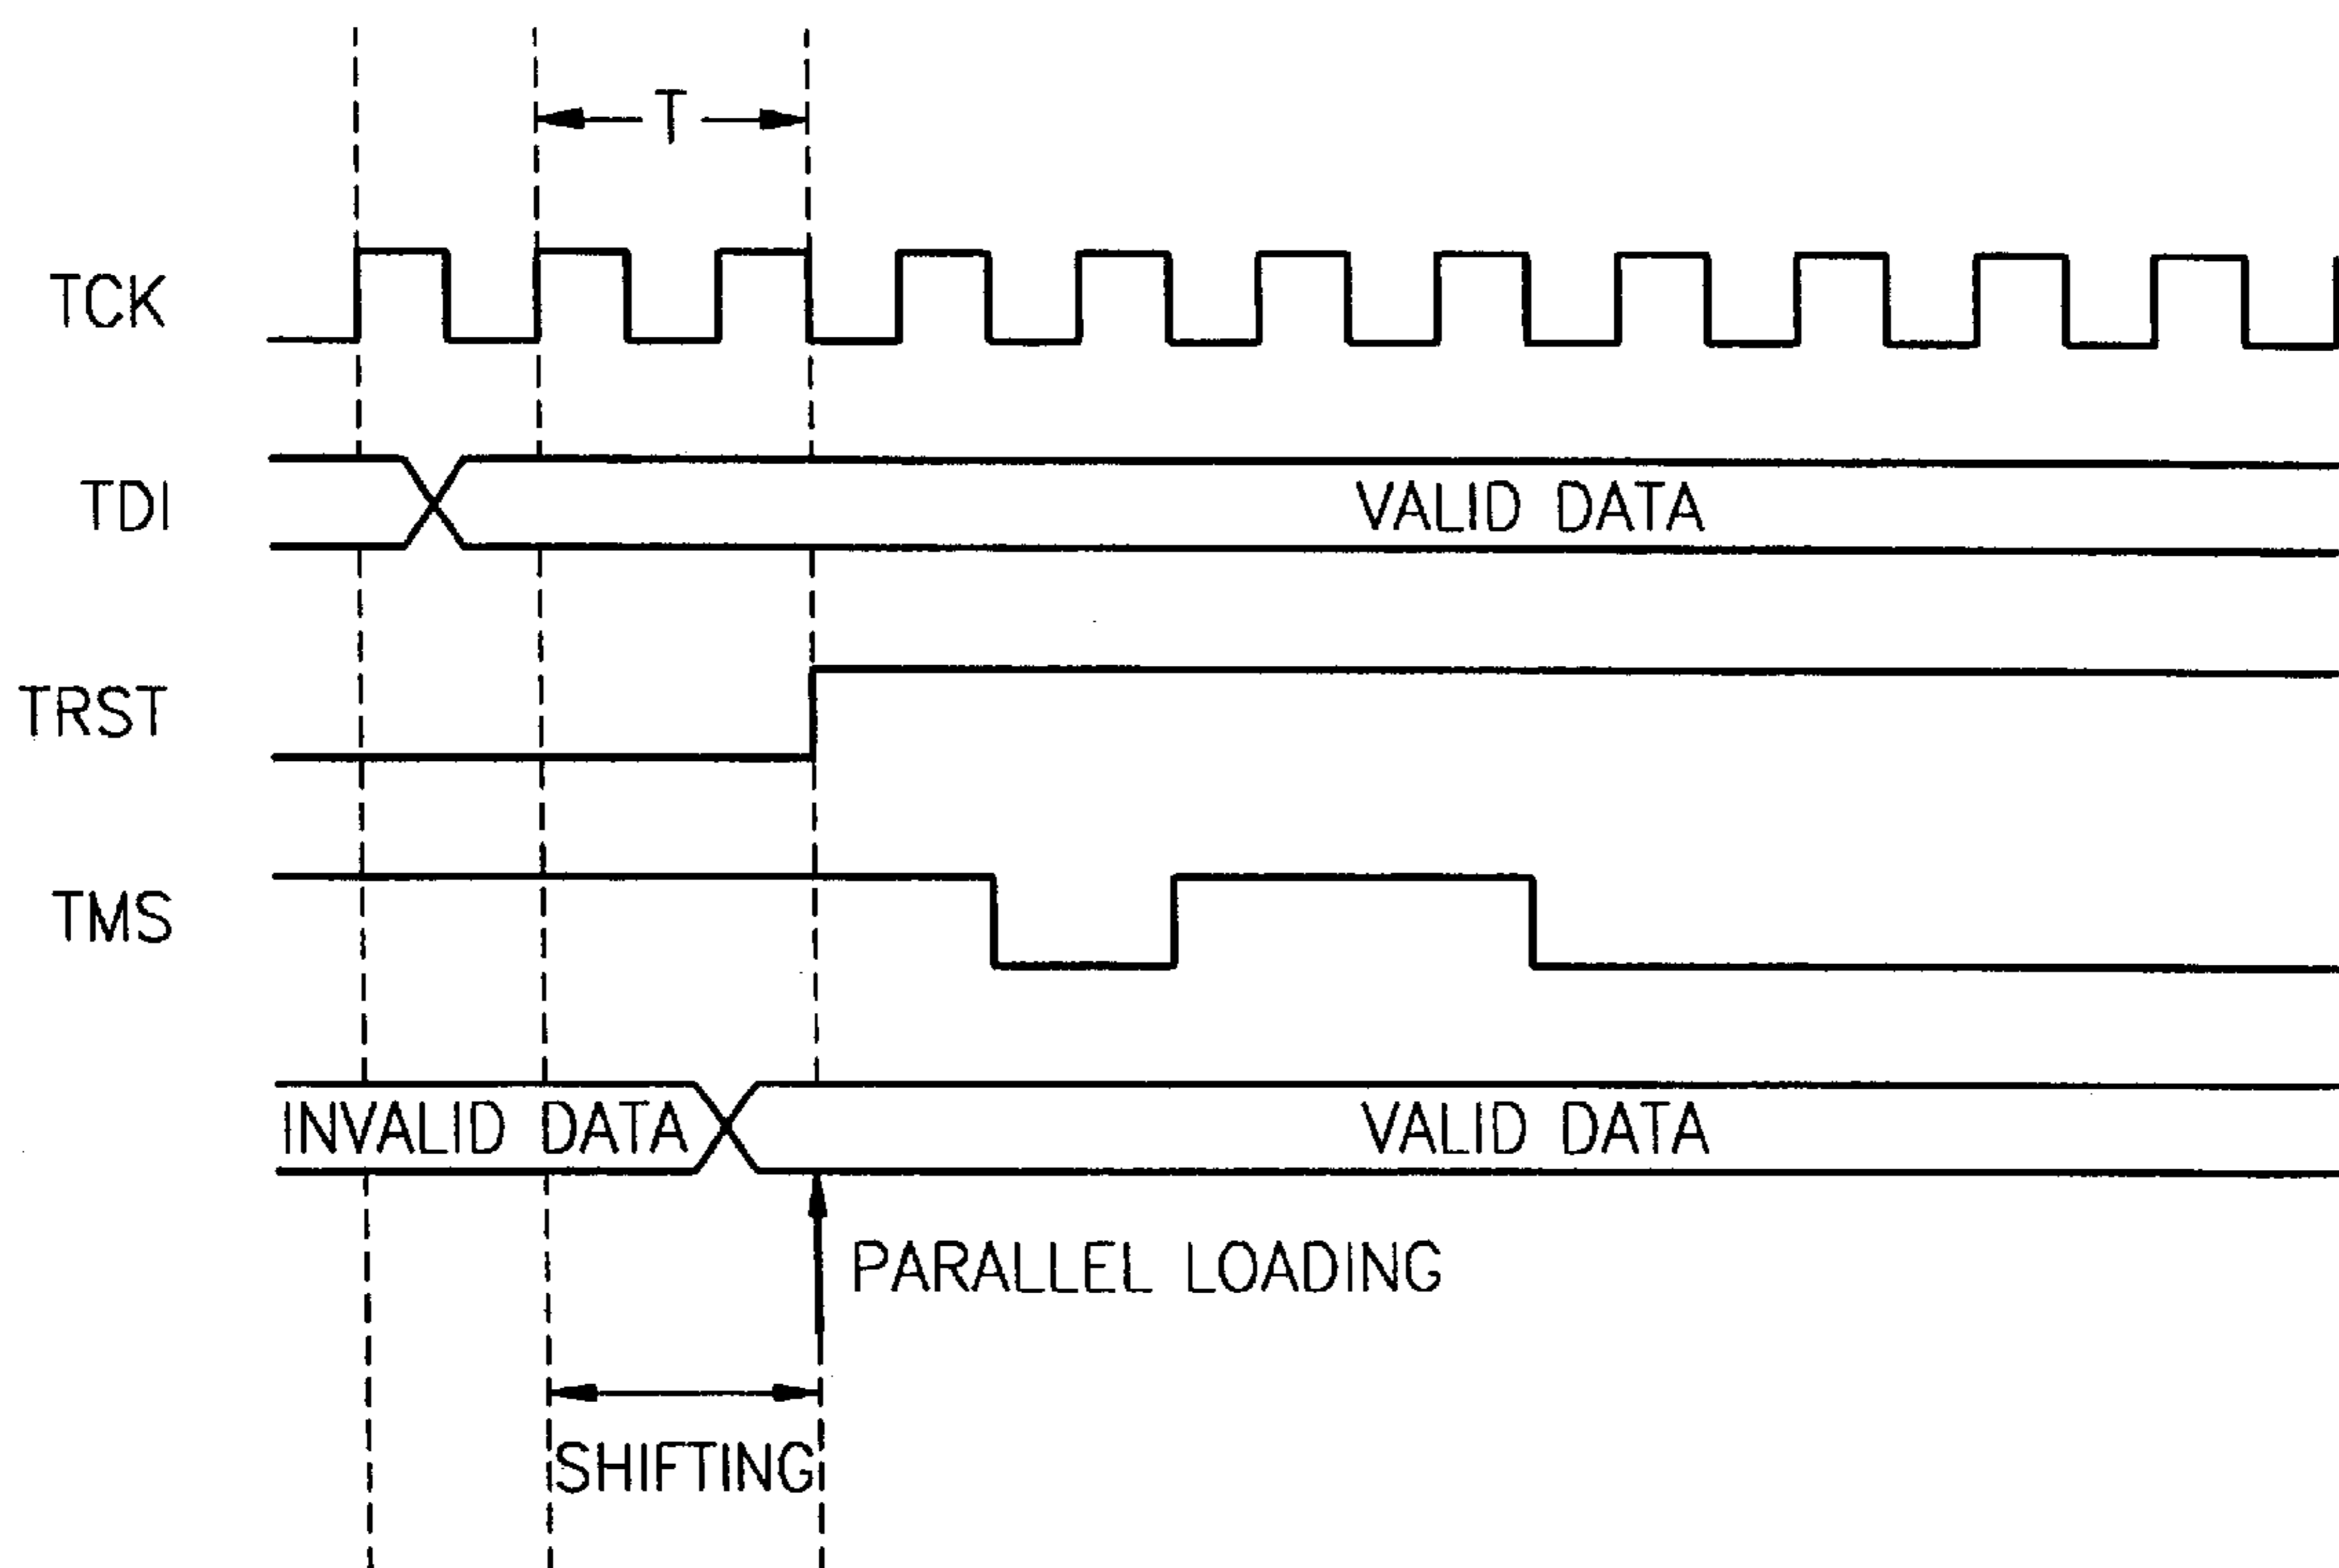 T
TCK
TDI
VALID DATA
TRST
TMS
INVALID DATA
VALID DATA
PARALLEL LOADING
SHIFTING